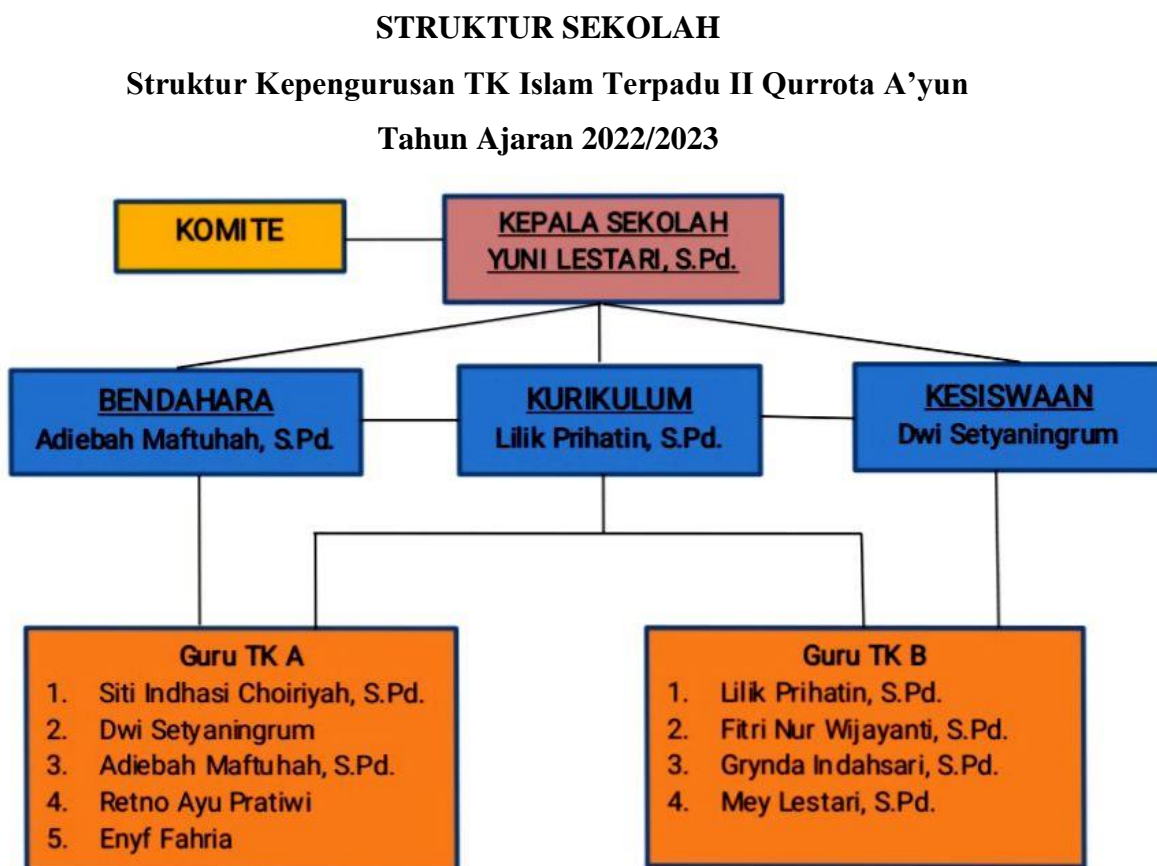 STRUKTUR SEKOLAH
Struktur Kepengurusan TK Islam Terpadu II Qurrota A’yun
Tahun Ajaran 2022/2023
KOMITE
KEPALA SEKOLAH
YUNI LESTARI, S.Pd.
BENDAHARA
Adiebah Maftuhah, S.Pd.
KURIKULUM
Lilik Prihatin, S.Pd.
KESISWAAN
Dwi Setyaningrum
Guru TK A
1. Siti Indhasi Choiriyah, S.Pd.
2. Dwi Setyaningrum
3. Adiebah Maftuhah, S.Pd.
4. Retno Ayu Pratiwi
5. Enyf Fahria
Guru TK B
1. Lilik Prihatin, S.Pd.
2. Fitri Nur Wijayanti, S.Pd.
3. Grynda Indahsari, S.Pd.
4. Mey Lestari, S.Pd.